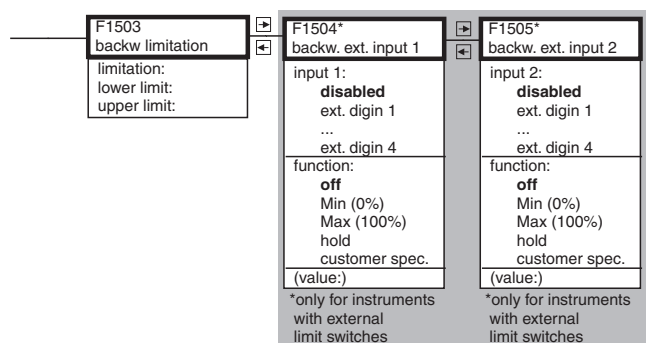 F1503
backw limitation
limitation:
lower limit:
upper limit:
F1504*
backw. ext. input 1
input 1:
disabled
ext. digin 1
...
ext. digin 4
function:
off
Min (0%)
Max (100%)
hold
customer spec.
(value:)
*only for instruments
with external
limit switches
F1505*
backw. ext. input 2
input 2:
disabled
ext. digin 1
...
ext. digin 4
function:
off
Min (0%)
Max (100%)
hold
customer spec.
(value:)
*only for instruments
with external
limit switches